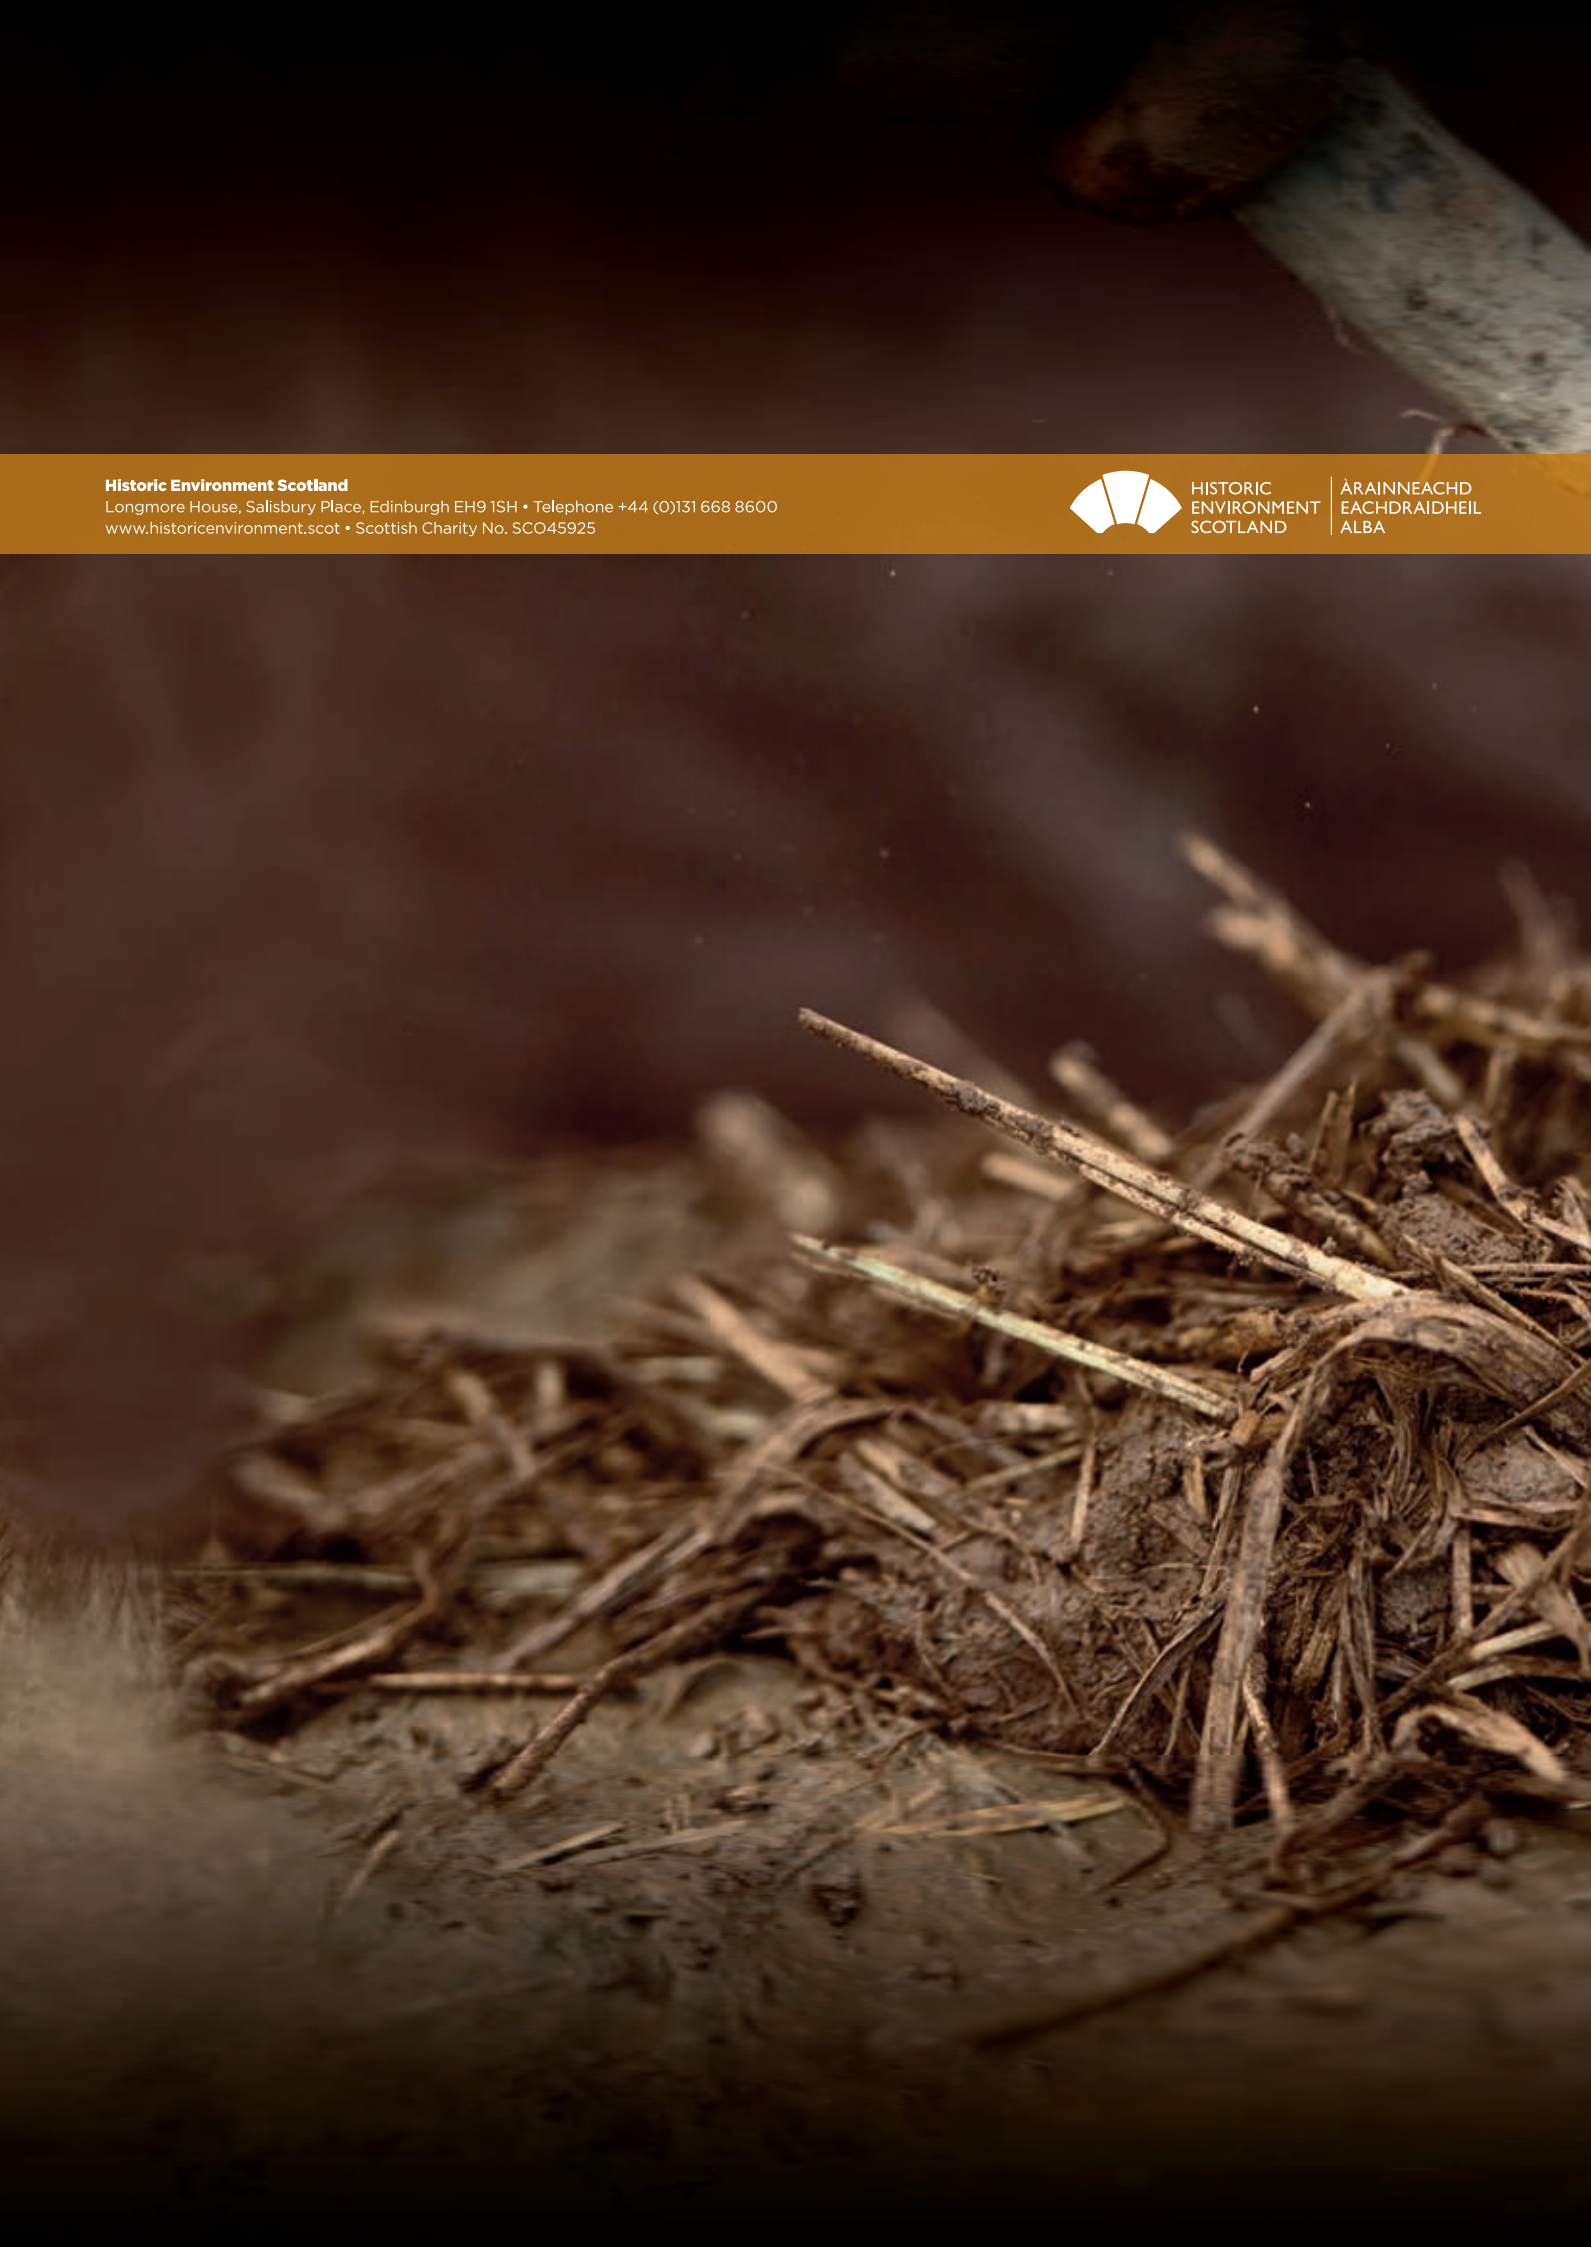 Historic Environment Scotland
Longmore House, Salisbury Place, Edinburgh EH9 1SH • Telephone +44 (0)131 668 8600
www.historicenvironment.scot • Scottish Charity No. SCO45925
HISTORIC
ENVIRONMENT
SCOTLAND
ÀRAINNEACHD
EACHDRAIDHEIL
ALBA